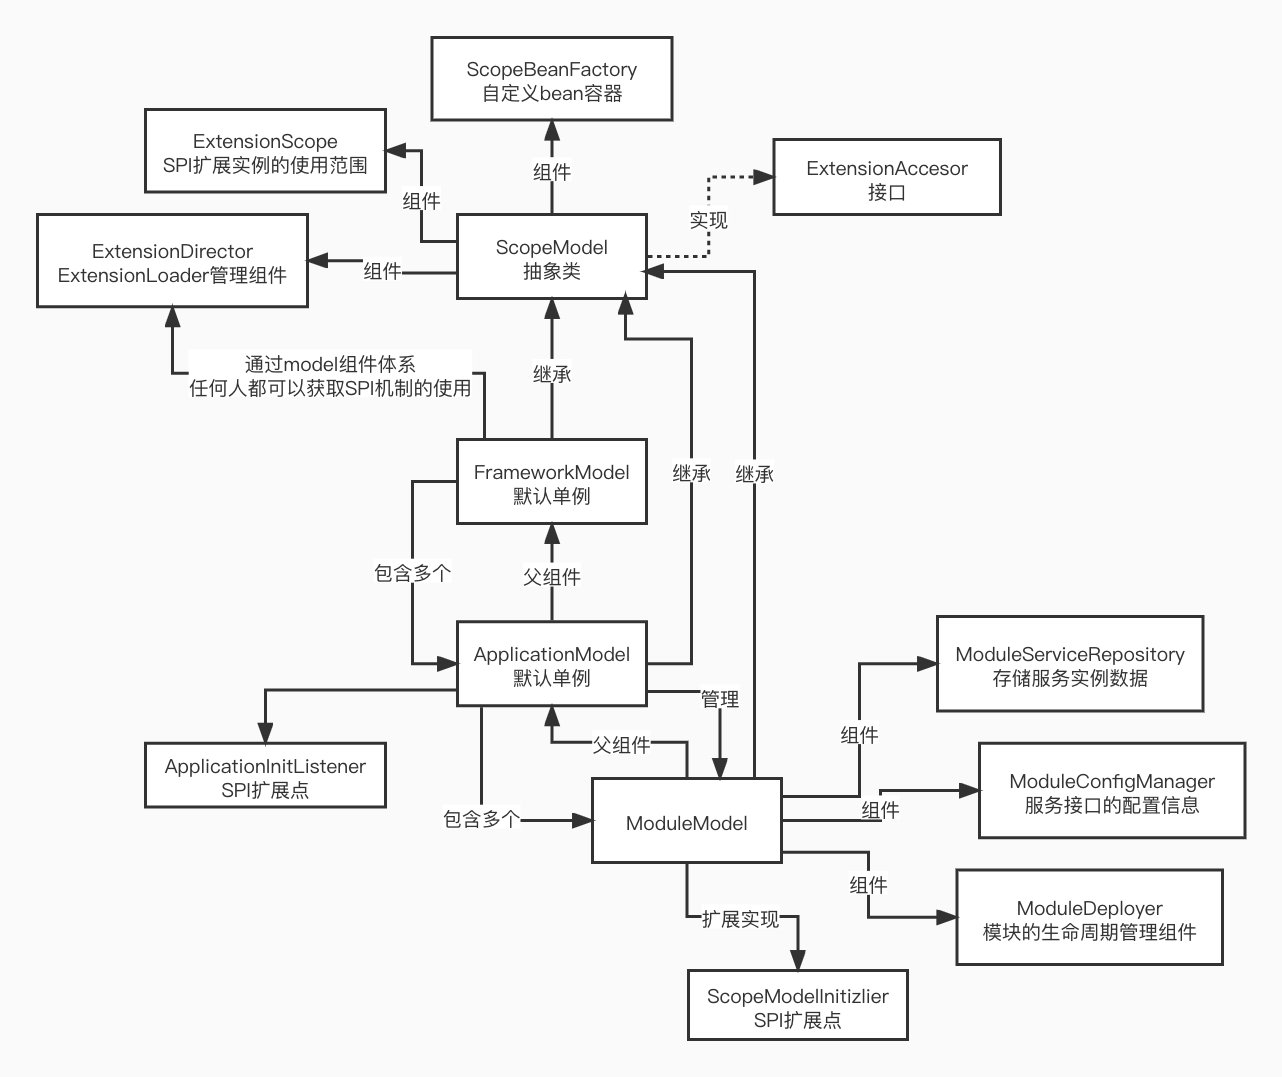 ScopeBeanFactory
自定义bean容器
ExtensionScope
SPI扩展实例的使用范围
ExtensionAccesor
接口
组件
组件
实现
ExtensionDirector
ExtensionLoader管理组件
组件
ScopeModel
抽象类
通过model组件体系
任何人都可以获取SPI机制的使用
继承
FrameworkModel
默认单例
继承
继承
包含多个
父组件
ApplicationModel
默认单例
ModuleServiceRepository
存储服务实例数据
管理
父组件
组件
ApplicationInitListener
SPI扩展点
包含多个
ModuleModel
组件
ModuleConfigManager
服务接口的配置信息
组件
ModuleDeployer
模块的生命周期管理组件
扩展实现
ScopeModelInitizlier
SPI扩展点